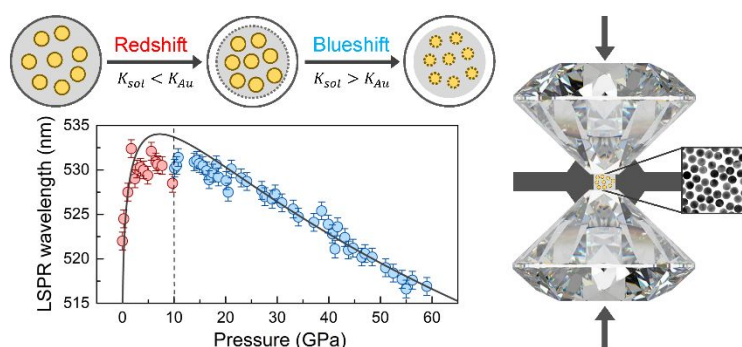 Redshift
K_sol < K_Au
Blueshift
K_sol > K_Au
LSPR wavelength (nm)
535
530
525
520
515
0 10 20 30 40 50 60
Pressure (GPa)